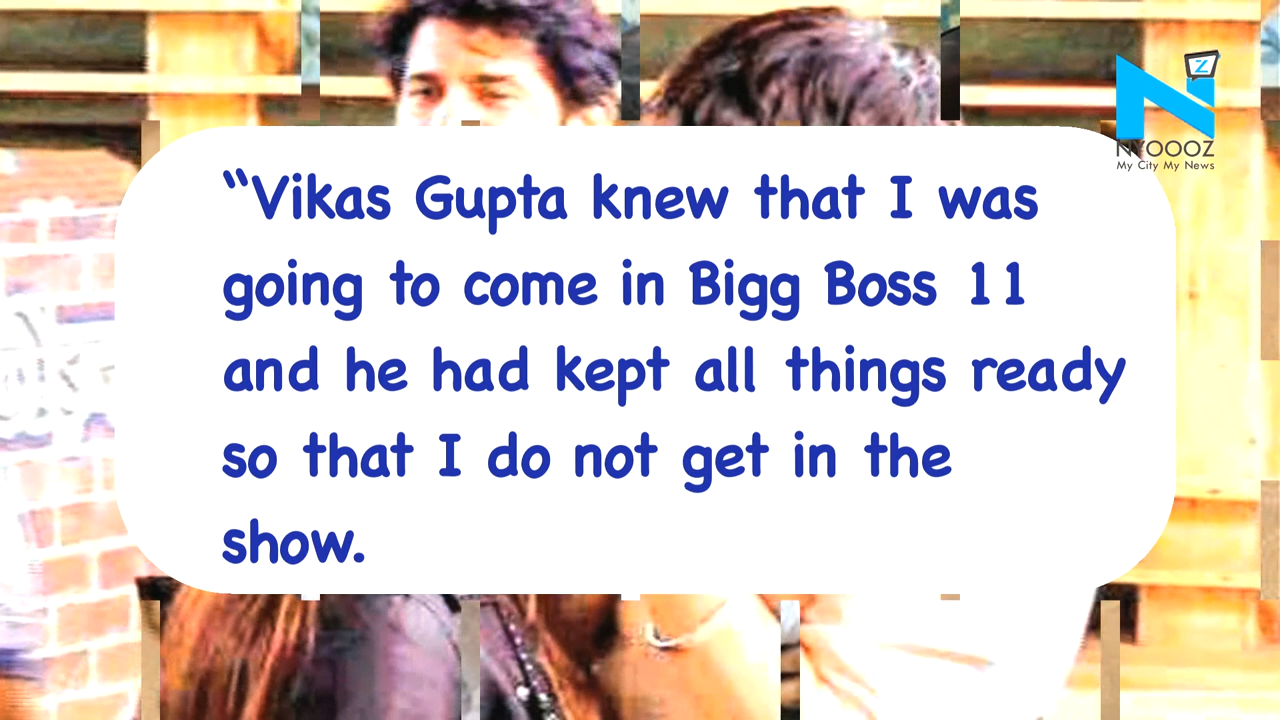 NYOOOZ
My City My News
“Vikas Gupta knew that I was
going to come in Bigg Boss 11
and he had kept all things ready
so that I do not get in the
show.